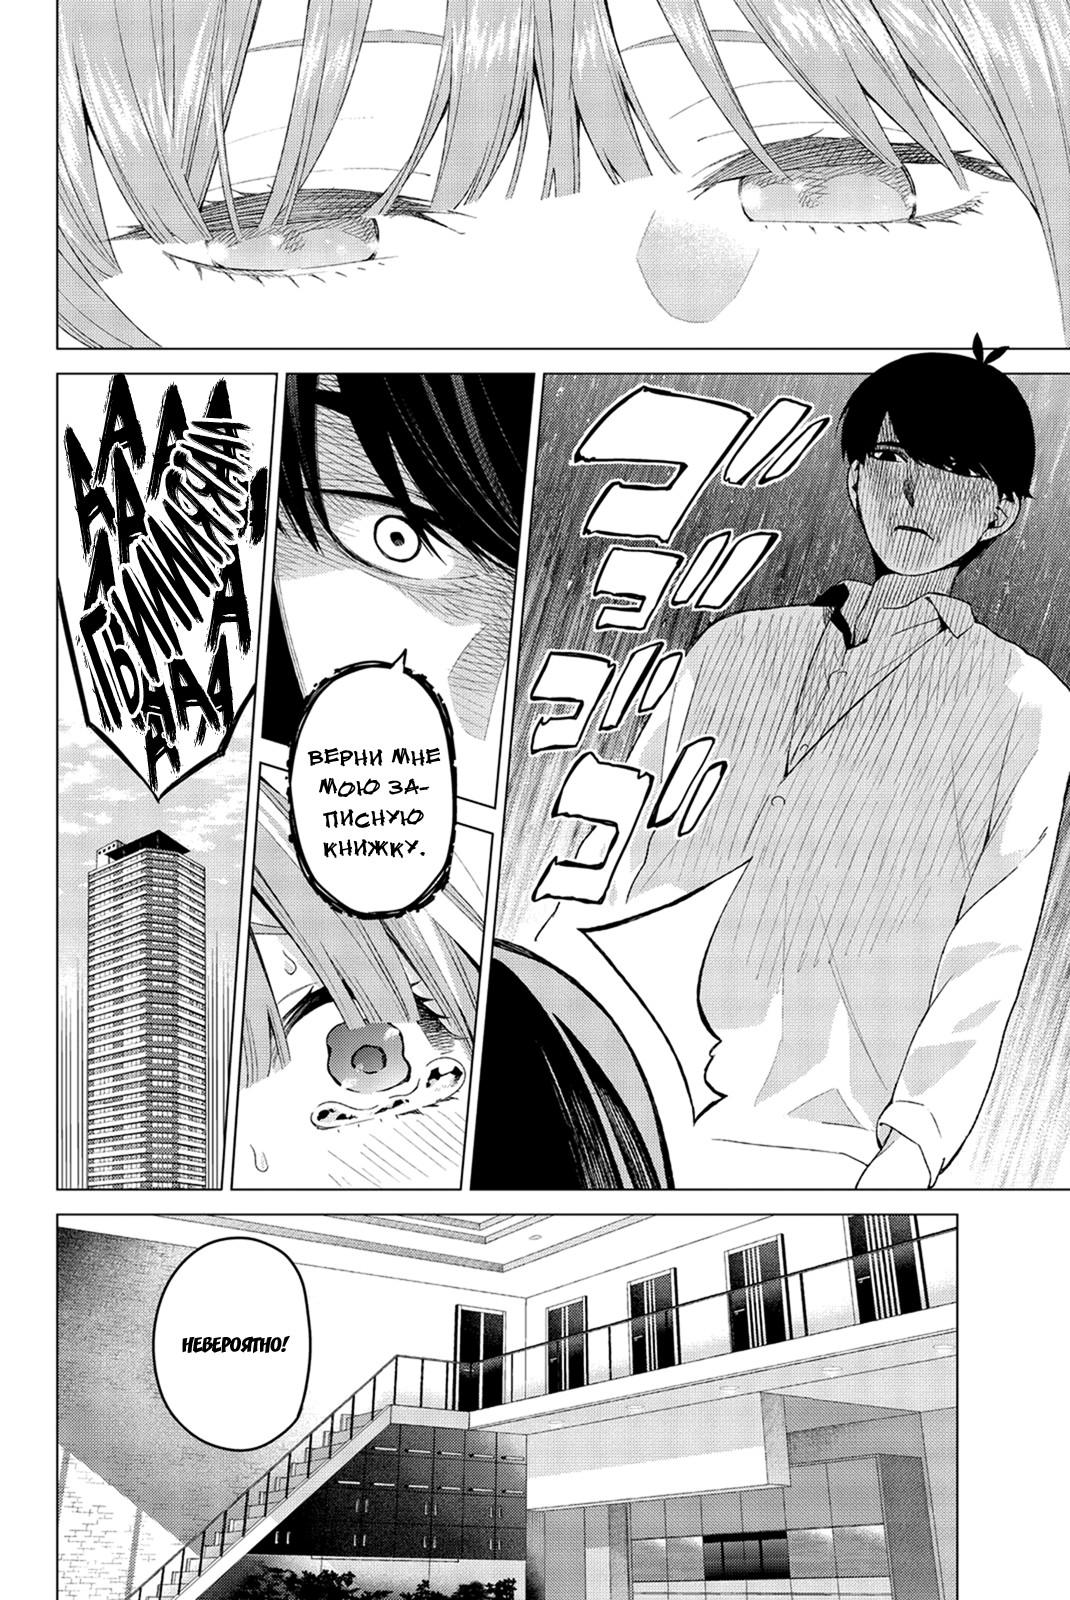 ゴゴゴゴ
ВЕРНИ МНЕ
МОЮ ЗА-
ПИСНУЮ
КНИЖКУ.
НЕВЕРОЯТНО!